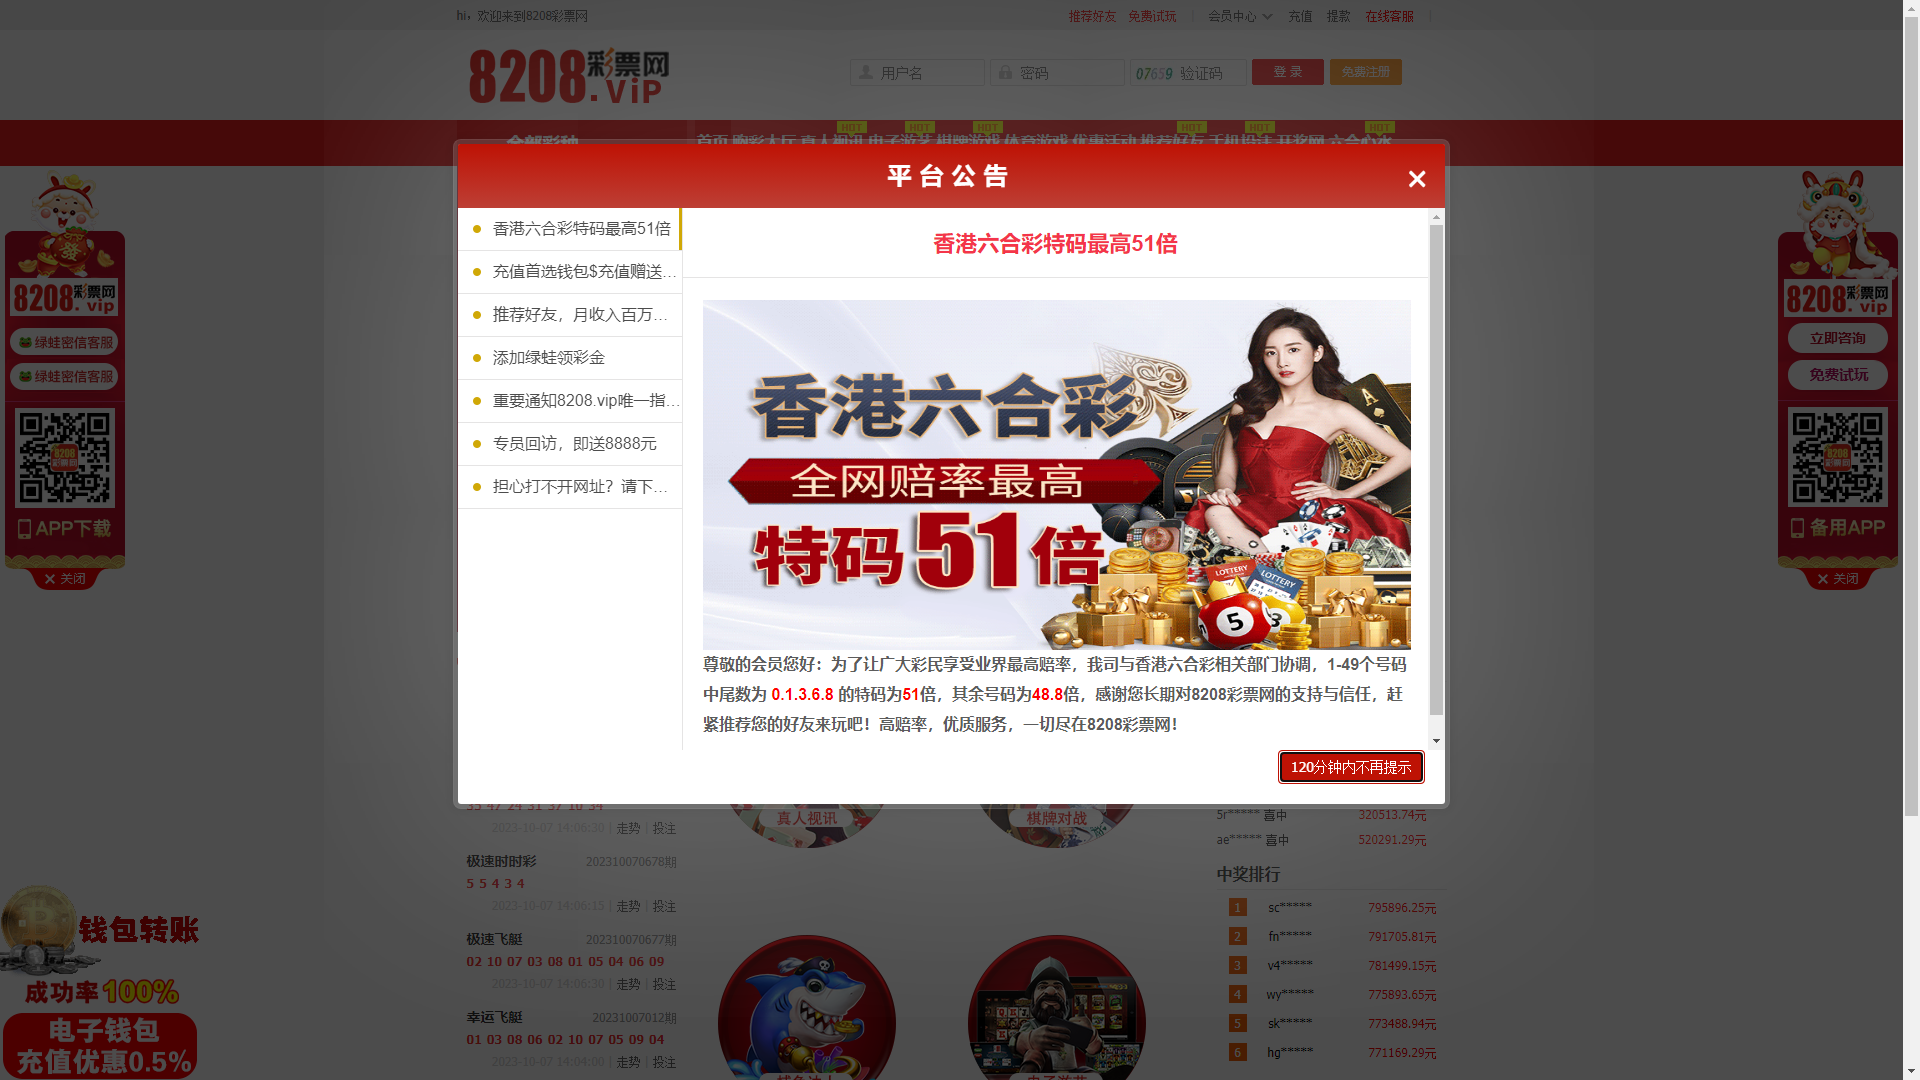 hi，欢迎来到8208彩票网
推荐好友 免费试玩 会员中心 充值 提款 在线客服
8208彩票网.ViP
用户名 密码 07659 验证码 登 录 免费注册
HOT HOT HOT HOT HOT HOT
全部彩种 首页 购彩大厅 真人视讯 电子游艺 棋牌游戏 体育游戏 优惠活动 推荐好友 手机投注 开奖网 六合心水
平台公告
香港六合彩特码最高51倍
充值首选钱包$充值赠送...
推荐好友，月收入百万...
添加绿蛙领彩金
重要通知8208.vip唯一指...
专员回访，即送8888元
担心打不开网址？请下...
香港六合彩特码最高51倍
香港六合彩
全网赔率最高
特码51倍
LOTTERY LOTTERY
A
5 3
尊敬的会员您好：为了让广大彩民享受业界最高赔率，我司与香港六合彩相关部门协调，1-49个号码
中尾数为 0.1.3.6.8 的特码为51倍，其余号码为48.8倍，感谢您长期对8208彩票网的支持与信任，赶
紧推荐您的好友来玩吧！高赔率，优质服务，一切尽在8208彩票网！
120分钟内不再提示
8208彩票网.vip
绿蛙密信客服
绿蛙密信客服
8208
彩票网
APP下载
关闭
8208彩票网.vip
立即咨询
免费试玩
8208
彩票网
备用APP
关闭
钱包转账
成功率100%
电子钱包
充值优惠0.5%
35 42 24 31 37 10 34
2023-10-07 14:06:30 | 走势 | 投注
极速时时彩 202310070678期
5 5 4 3 4
2023-10-07 14:06:15 | 走势 | 投注
极速飞艇 202310070677期
02 10 07 03 08 01 05 04 06 09
2023-10-07 14:06:30 | 走势 | 投注
幸运飞艇 20231007012期
01 03 08 06 02 10 07 05 09 04
2023-10-07 14:04:00 | 走势 | 投注
真人视讯
棋牌对战
电子游艺
5r***** 喜中 320513.74元
ae***** 喜中 520291.29元
中奖排行
1 sc***** 795896.25元
2 fn***** 791705.81元
3 v4***** 781499.15元
4 wy***** 775893.65元
5 sk***** 773488.94元
6 hg***** 771169.29元